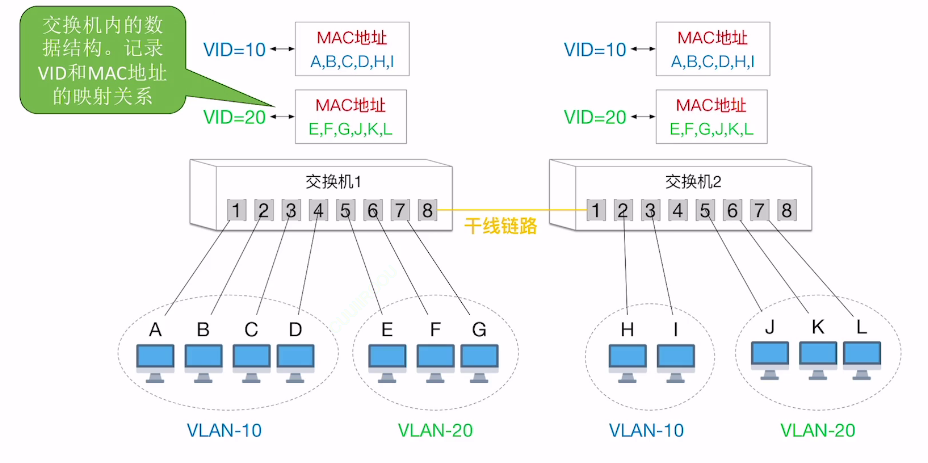 交换机内的数
据结构。记录
VID和MAC地址
的映射关系
VID=10
MAC地址
A,B,C,D,H,I
VID=20
MAC地址
E,F,G,J,K,L
VID=10
MAC地址
A,B,C,D,H,I
VID=20
MAC地址
E,F,G,J,K,L
交换机1
1 2 3 4 5 6 7 8
干线链路
交换机2
1 2 3 4 5 6 7 8
A B C D
E F G
H I
J K L
VLAN-10
VLAN-20
VLAN-10
VLAN-20